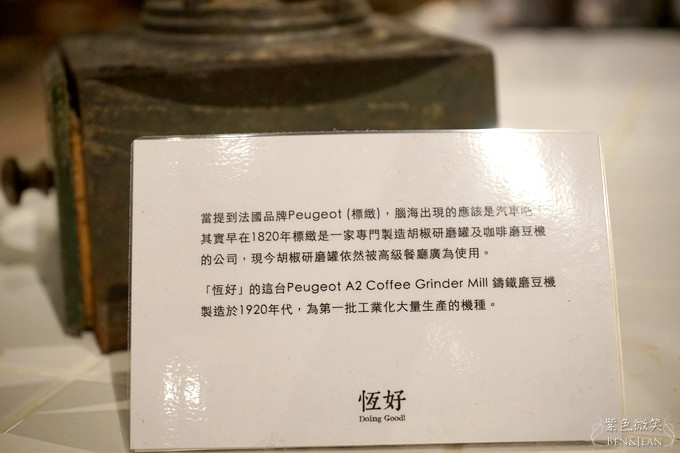 當提到法國品牌Peugeot (標緻)，腦海出現的應該是汽車吧！
其實早在1820年標緻是一家專門製造胡椒研磨罐及咖啡磨豆機
的公司，現今胡椒研磨罐依然被高級餐廳廣為使用。
「恆好」的這台Peugeot A2 Coffee Grinder Mill 鑄鐵磨豆機
製造於1920年代，為第一批工業化大量生產的機種。
恆好
Doing Good!
紫色微笑
BEN&JEAN